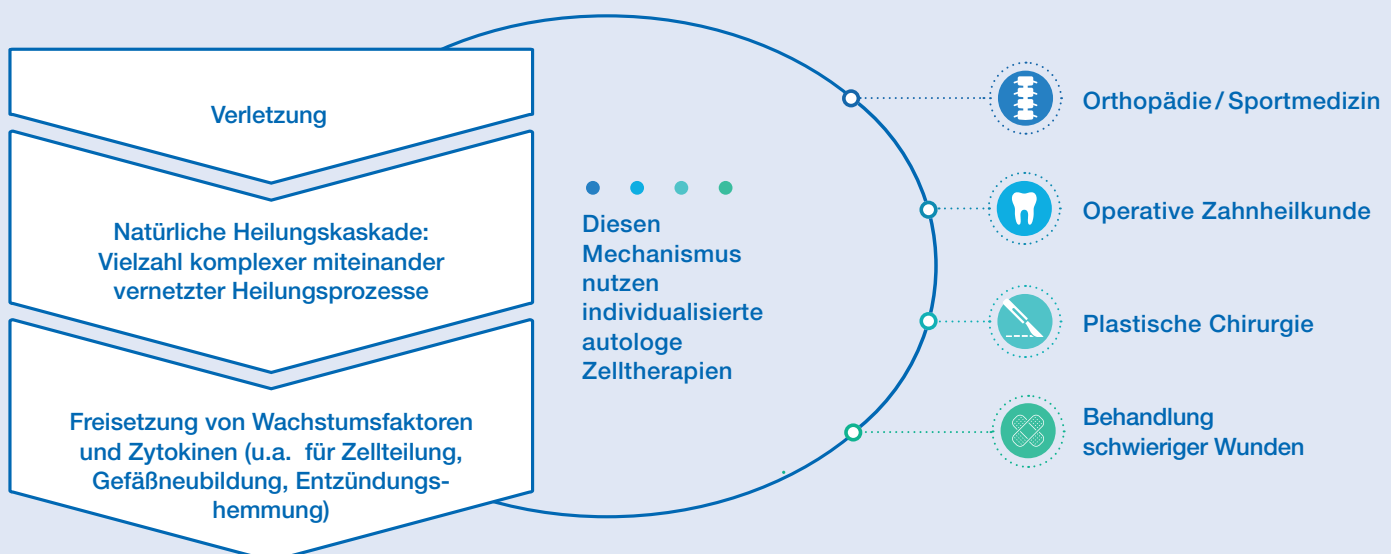 Verletzung
Natürliche Heilungskaskade:
Vielzahl komplexer miteinander
vernetzter Heilungsprozesse
Freisetzung von Wachstumsfaktoren
und Zytokinen (u.a. für Zellteilung,
Gefäßneubildung, Entzündungs-
hemmung)
Diesen
Mechanismus
nutzen
individualisierte
autologe
Zelltherapien
Orthopädie/Sportmedizin
Operative Zahnheilkunde
Plastische Chirurgie
Behandlung
schwieriger Wunden